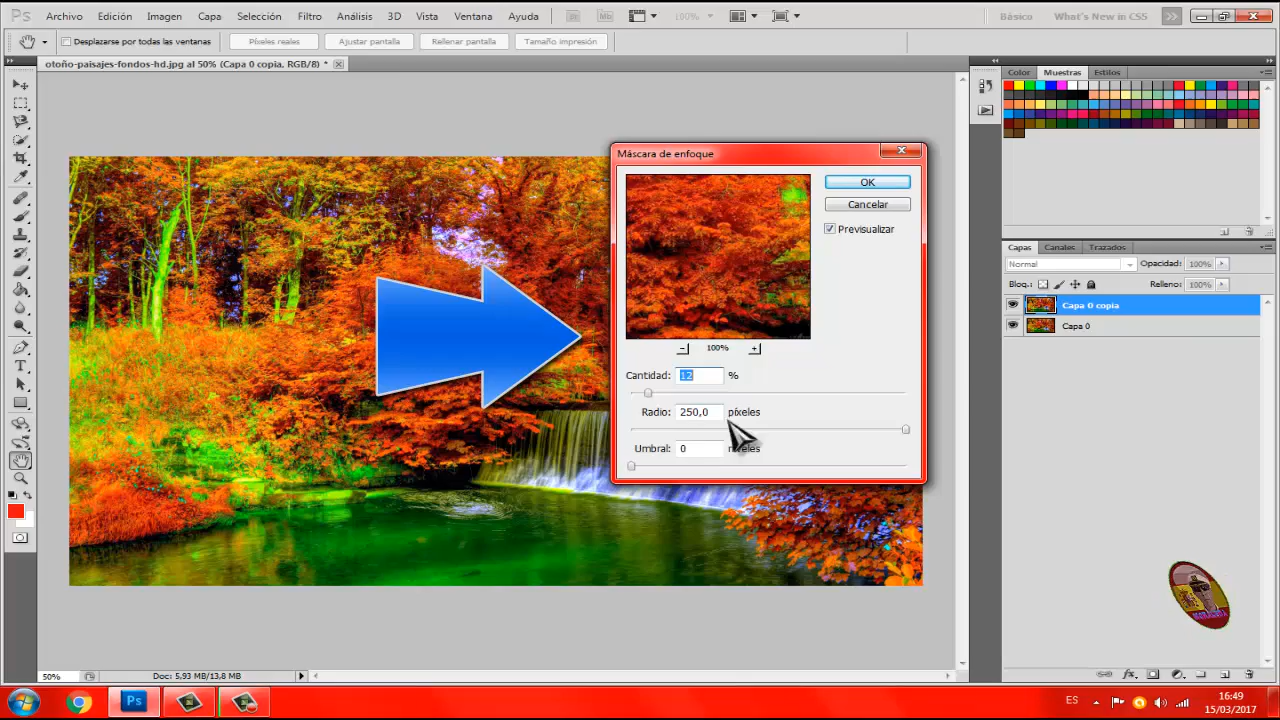 Ps Archivo Edición Imagen Capa Selección Filtro Análisis 3D Vista Ventana Ayuda Br Mb 100% Básico What's New in CS5
Desplazarse por todas las ventanas Píxeles reales Ajustar pantalla Rellenar pantalla Tamaño impresión
otoño-paisajes-fondos-hd.jpg al 50% (Capa 0 copia, RGB/8) *
Color Muestras Estilos
Máscara de enfoque
OK
Cancelar
Previsualizar
100%
Cantidad: 12 %
Radio: 250,0 píxeles
Umbral: 0
Capas Canales Trazados
Normal Opacidad: 100%
Bloq.: Relleno: 100%
Capa 0 copia
Capa 0
50% Doc: 5,93 MB/13,8 MB
Ps ES 16:49
15/03/2017